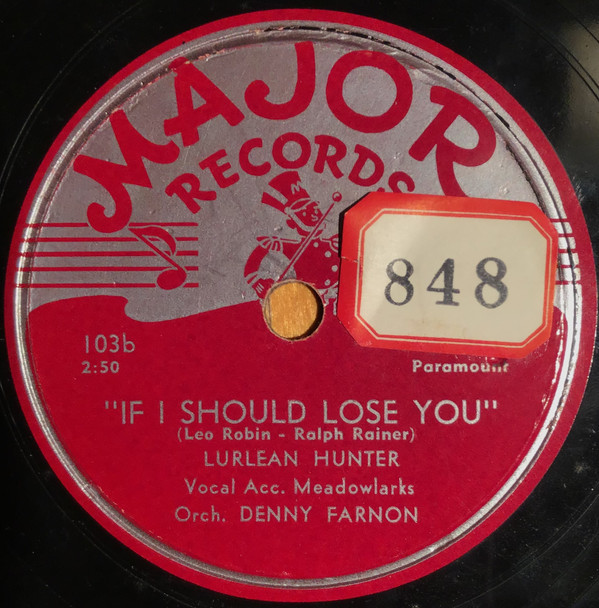 MAJOR
RECORDS
848
103b
2:50
Paramount
"IF I SHOULD LOSE YOU"
(Leo Robin - Ralph Rainer)
LURLEAN HUNTER
Vocal Acc. Meadowlarks
Orch. DENNY FARNON